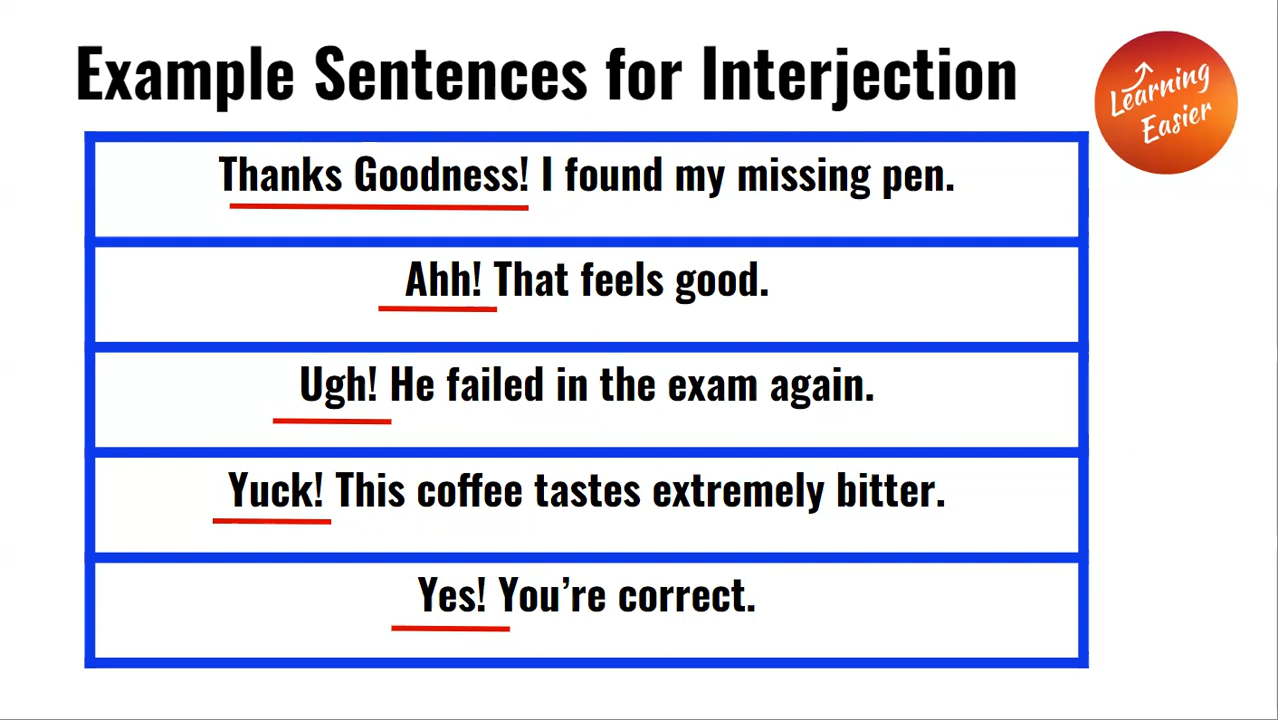 Example Sentences for Interjection
Learning
Easier
Thanks Goodness! I found my missing pen.
Ahh! That feels good.
Ugh! He failed in the exam again.
Yuck! This coffee tastes extremely bitter.
Yes! You’re correct.